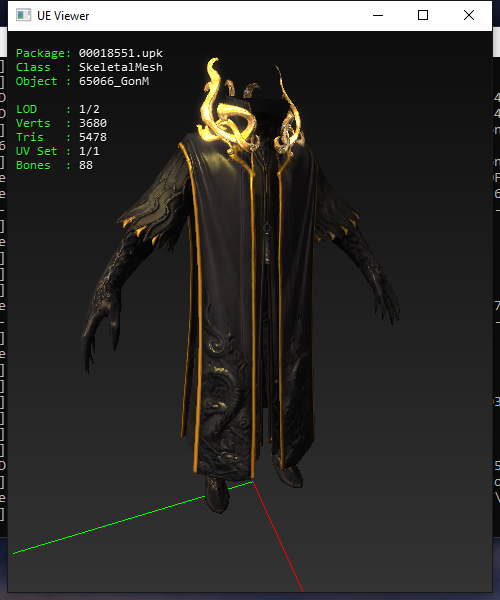 UE Viewer
Package: 00018551.upk
Class : SkeletalMesh
Object : 65066_GonM
LOD : 1/2
Verts : 3680
Tris : 5478
UV Set : 1/1
Bones : 88